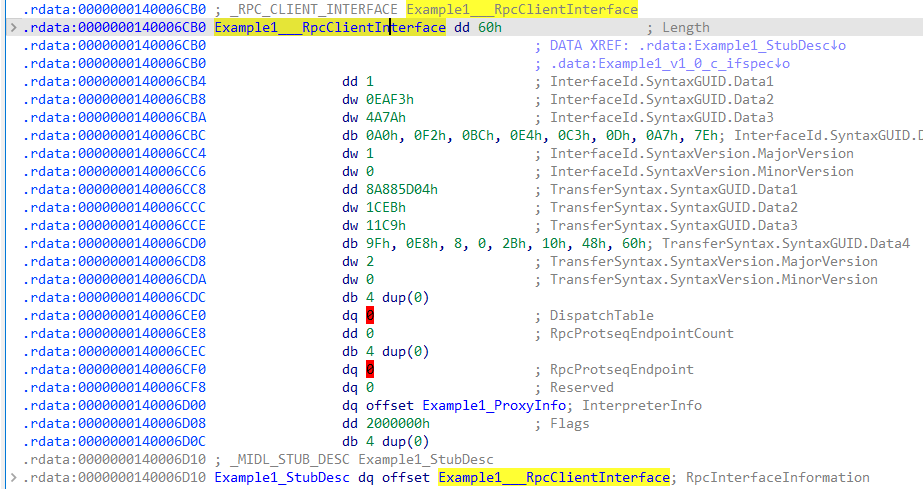 .rdata:0000000140006CB0 ; _RPC_CLIENT_INTERFACE Example1___RpcClientInterface
.rdata:0000000140006CB0 Example1___RpcClientInterface dd 60h ; Length
.rdata:0000000140006CB0 ; DATA XREF: .rdata:Example1_StubDesc↓o
.rdata:0000000140006CB0 ; .data:Example1_v1_0_c_ifspec↓o
.rdata:0000000140006CB4 dd 1 ; InterfaceId.SyntaxGUID.Data1
.rdata:0000000140006CB8 dw 0EAF3h ; InterfaceId.SyntaxGUID.Data2
.rdata:0000000140006CBA dw 4A7Ah ; InterfaceId.SyntaxGUID.Data3
.rdata:0000000140006CBC db 0A0h, 0F2h, 0BCh, 0E4h, 0C3h, 0Dh, 0A7h, 7Eh; InterfaceId.SyntaxGUID.D
.rdata:0000000140006CC4 dw 1 ; InterfaceId.SyntaxVersion.MajorVersion
.rdata:0000000140006CC6 dw 0 ; InterfaceId.SyntaxVersion.MinorVersion
.rdata:0000000140006CC8 dd 8A885D04h ; TransferSyntax.SyntaxGUID.Data1
.rdata:0000000140006CCC dw 1CEBh ; TransferSyntax.SyntaxGUID.Data2
.rdata:0000000140006CCE dw 11C9h ; TransferSyntax.SyntaxGUID.Data3
.rdata:0000000140006CD0 db 9Fh, 0E8h, 8, 0, 2Bh, 10h, 48h, 60h; TransferSyntax.SyntaxGUID.Data4
.rdata:0000000140006CD8 dw 2 ; TransferSyntax.SyntaxVersion.MajorVersion
.rdata:0000000140006CDA dw 0 ; TransferSyntax.SyntaxVersion.MinorVersion
.rdata:0000000140006CDC db 4 dup(0)
.rdata:0000000140006CE0 dq 0 ; DispatchTable
.rdata:0000000140006CE8 dd 0 ; RpcProtseqEndpointCount
.rdata:0000000140006CEC db 4 dup(0)
.rdata:0000000140006CF0 dq 0 ; RpcProtseqEndpoint
.rdata:0000000140006CF8 dq 0 ; Reserved
.rdata:0000000140006D00 dq offset Example1_ProxyInfo; InterpreterInfo
.rdata:0000000140006D08 dd 2000000h ; Flags
.rdata:0000000140006D0C db 4 dup(0)
.rdata:0000000140006D10 ; _MIDL_STUB_DESC Example1_StubDesc
.rdata:0000000140006D10 Example1_StubDesc dq offset Example1___RpcClientInterface; RpcInterfaceInformation